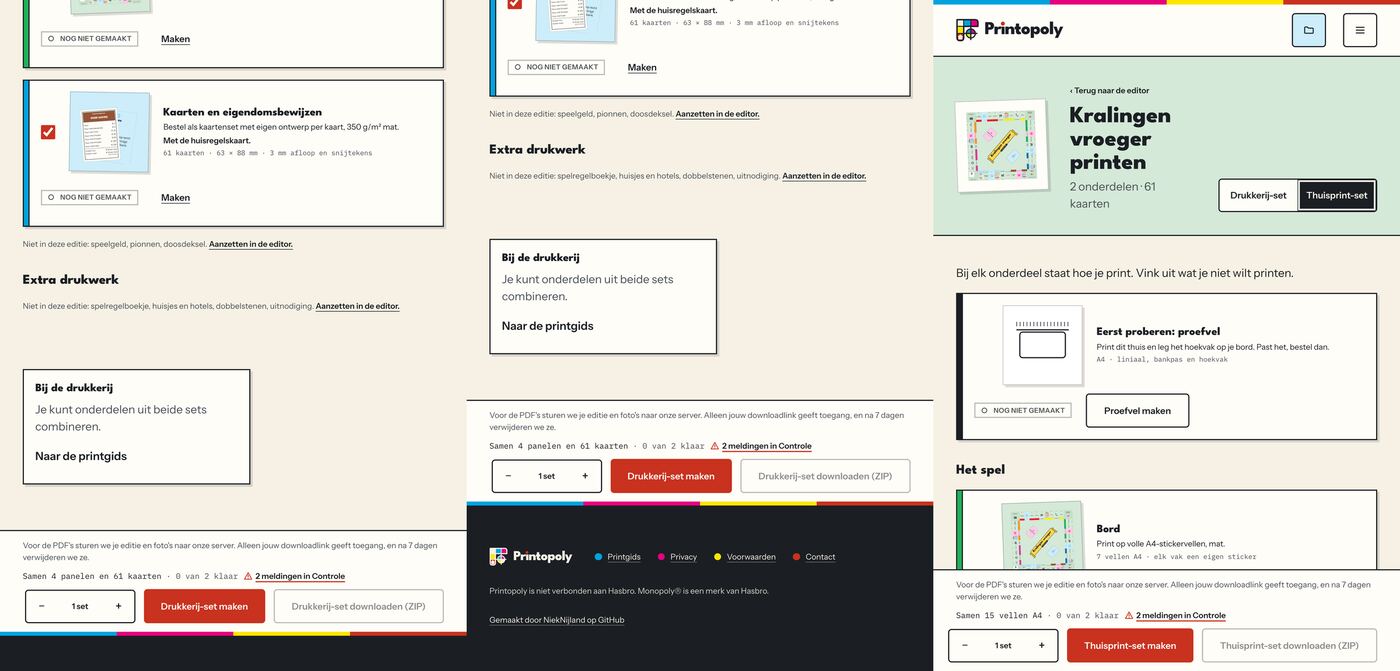 NOG NIET GEMAAKT
Maken
Kaarten en eigendomsbewijzen
Bestel als kaartenset met eigen ontwerp per kaart, 350 g/m² mat.
Met de huisregelskaart.
61 kaarten · 63 × 88 mm · 3 mm afloop en snijtekens
NOG NIET GEMAAKT
Maken
Niet in deze editie: speelgeld, pionnen, doosdeksel. Aanzetten in de editor.
Extra drukwerk
Niet in deze editie: spelregelboekje, huisjes en hotels, dobbelstenen, uitnodiging. Aanzetten in de editor.
Bij de drukkerij
Je kunt onderdelen uit beide sets
combineren.
Naar de printgids
Voor de PDF's sturen we je editie en foto's naar onze server. Alleen jouw downloadlink geeft toegang, en na 7 dagen
verwijderen we ze.
Samen 4 panelen en 61 kaarten · 0 van 2 klaar 2 meldingen in Controle
− 1 set +
Drukkerij-set maken
Drukkerij-set downloaden (ZIP)
Met de huisregelskaart.
61 kaarten · 63 × 88 mm · 3 mm afloop en snijtekens
NOG NIET GEMAAKT
Maken
Niet in deze editie: speelgeld, pionnen, doosdeksel. Aanzetten in de editor.
Extra drukwerk
Niet in deze editie: spelregelboekje, huisjes en hotels, dobbelstenen, uitnodiging. Aanzetten in de editor.
Bij de drukkerij
Je kunt onderdelen uit beide sets
combineren.
Naar de printgids
Voor de PDF's sturen we je editie en foto's naar onze server. Alleen jouw downloadlink geeft toegang, en na 7 dagen
verwijderen we ze.
Samen 4 panelen en 61 kaarten · 0 van 2 klaar 2 meldingen in Controle
− 1 set +
Drukkerij-set maken
Drukkerij-set downloaden (ZIP)
Printopoly
Printgids
Privacy
Voorwaarden
Contact
Printopoly is niet verbonden aan Hasbro. Monopoly® is een merk van Hasbro.
Gemaakt door NiekNijland op GitHub
Printopoly
‹ Terug naar de editor
Kralingen
vroeger
printen
2 onderdelen · 61
kaarten
Drukkerij-set
Thuisprint-set
Bij elk onderdeel staat hoe je print. Vink uit wat je niet wilt printen.
Eerst proberen: proefvel
Print dit thuis en leg het hoekvak op je bord. Past het, bestel dan.
A4 · liniaal, bankpas en hoekvak
NOG NIET GEMAAKT
Proefvel maken
Het spel
Bord
Print op volle A4-stickervellen, mat.
7 vellen A4 · elk vak een eigen sticker
Voor de PDF's sturen we je editie en foto's naar onze server. Alleen jouw downloadlink geeft toegang, en na 7 dagen
verwijderen we ze.
Samen 15 vellen A4 · 0 van 2 klaar 2 meldingen in Controle
− 1 set +
Thuisprint-set maken
Thuisprint-set downloaden (ZIP)